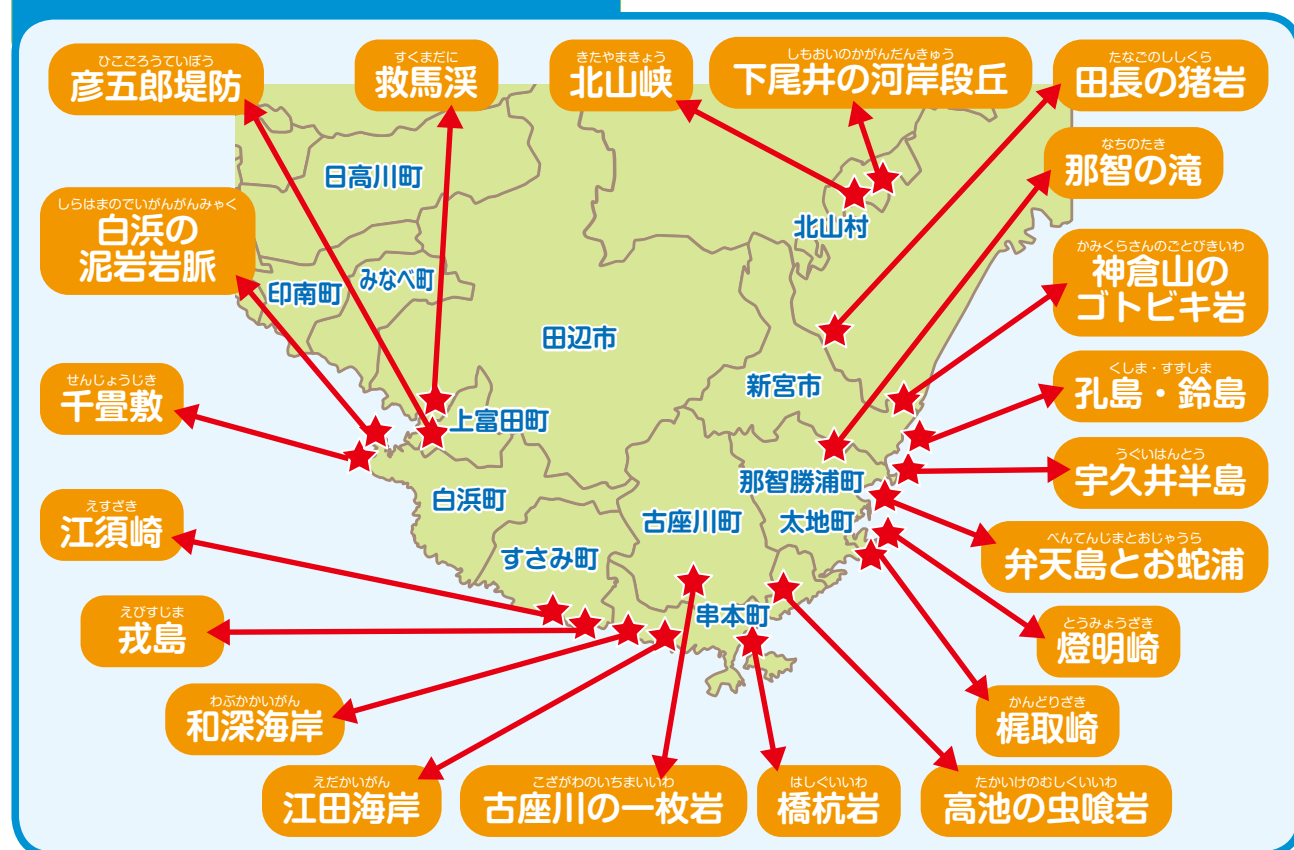 ひこごろうていぼう
彦五郎堤防
すくまだに
救馬渓
きたやまきょう
北山峡
しもおいのかがんだんきゅう
下尾井の河岸段丘
たなごのししくら
田長の猪岩
なちのたき
那智の滝
しらはまのでいがんがんみゃく
白浜の
泥岩岩脈
かみくらさんのごとびきいわ
神倉山の
ゴトビキ岩
せんじょうじき
千畳敷
くしま・すずしま
孔島・鈴島
うぐいはんとう
宇久井半島
えすざき
江須崎
べんてんじまとおじゃうら
弁天島とお蛇浦
えびすじま
戎島
とうみょうざき
燈明崎
わぶかかいがん
和深海岸
かんどりざき
梶取崎
えだかいがん
江田海岸
こざがわのいちまいいわ
古座川の一枚岩
はしぐいいわ
橋杭岩
たかいけのむしくいいわ
高池の虫喰岩
日高川町
北山村
みなべ町
印南町
田辺市
新宮市
上富田町
那智勝浦町
白浜町
古座川町
太地町
すさみ町
串本町